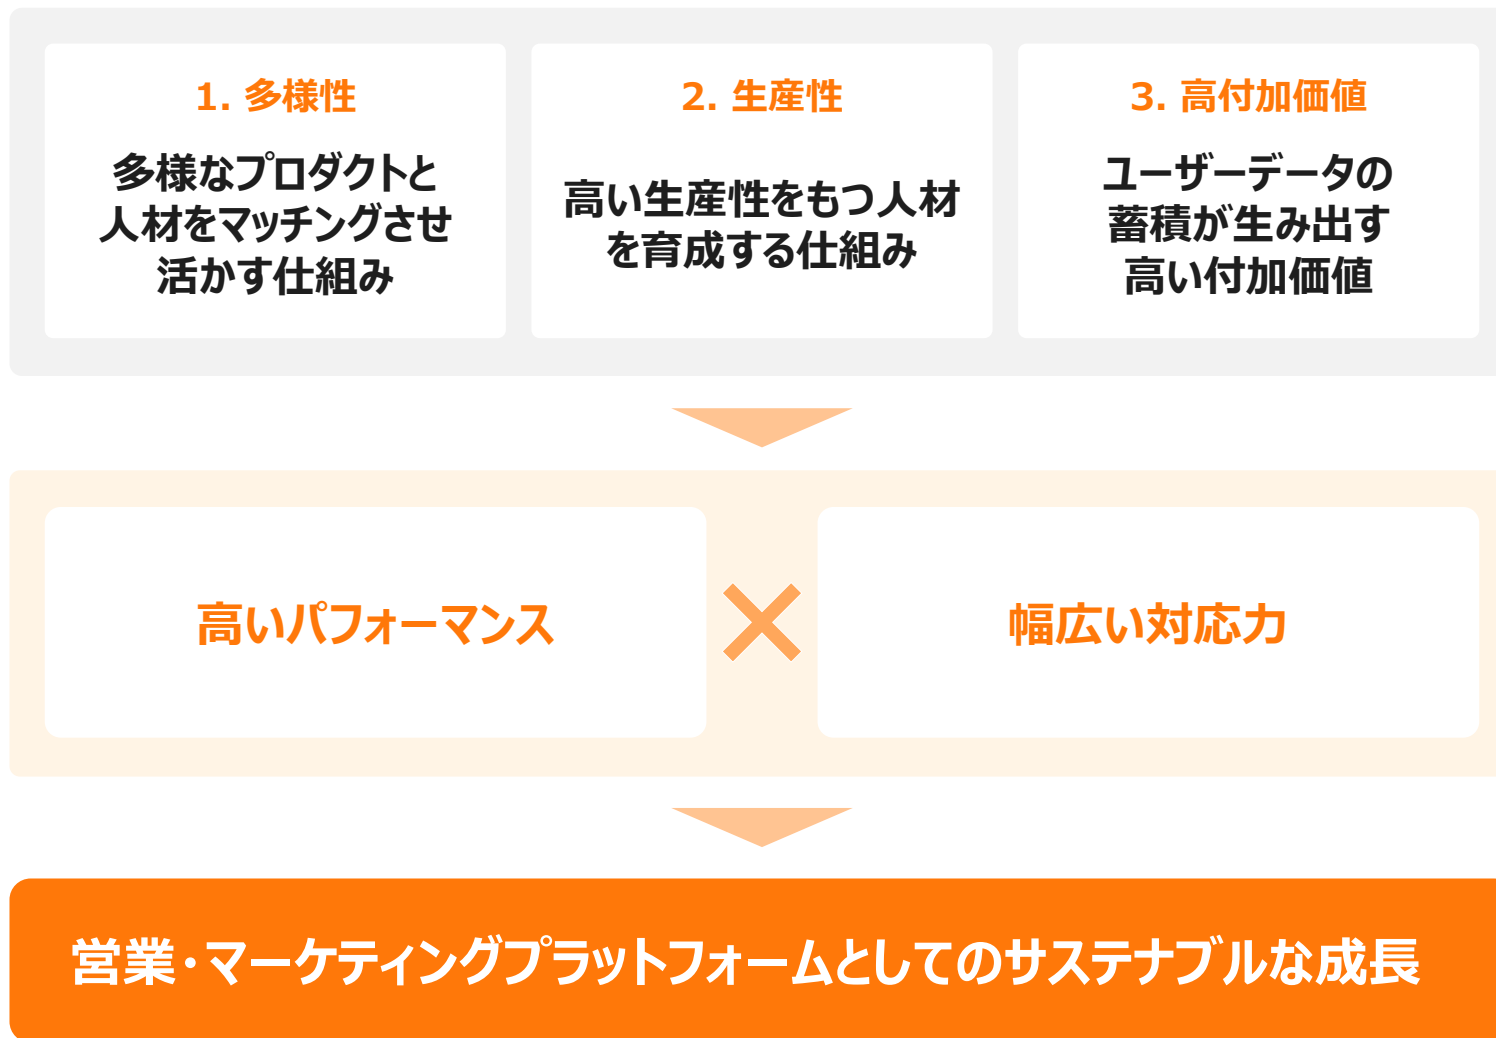 1. 多様性
多様なプロダクトと
人材をマッチングさせ
活かす仕組み
2. 生産性
高い生産性をもつ人材
を育成する仕組み
3. 高付加価値
ユーザーデータの
蓄積が生み出す
高い付加価値
高いパフォーマンス
幅広い対応力
営業・マーケティングプラットフォームとしてのサステナブルな成長